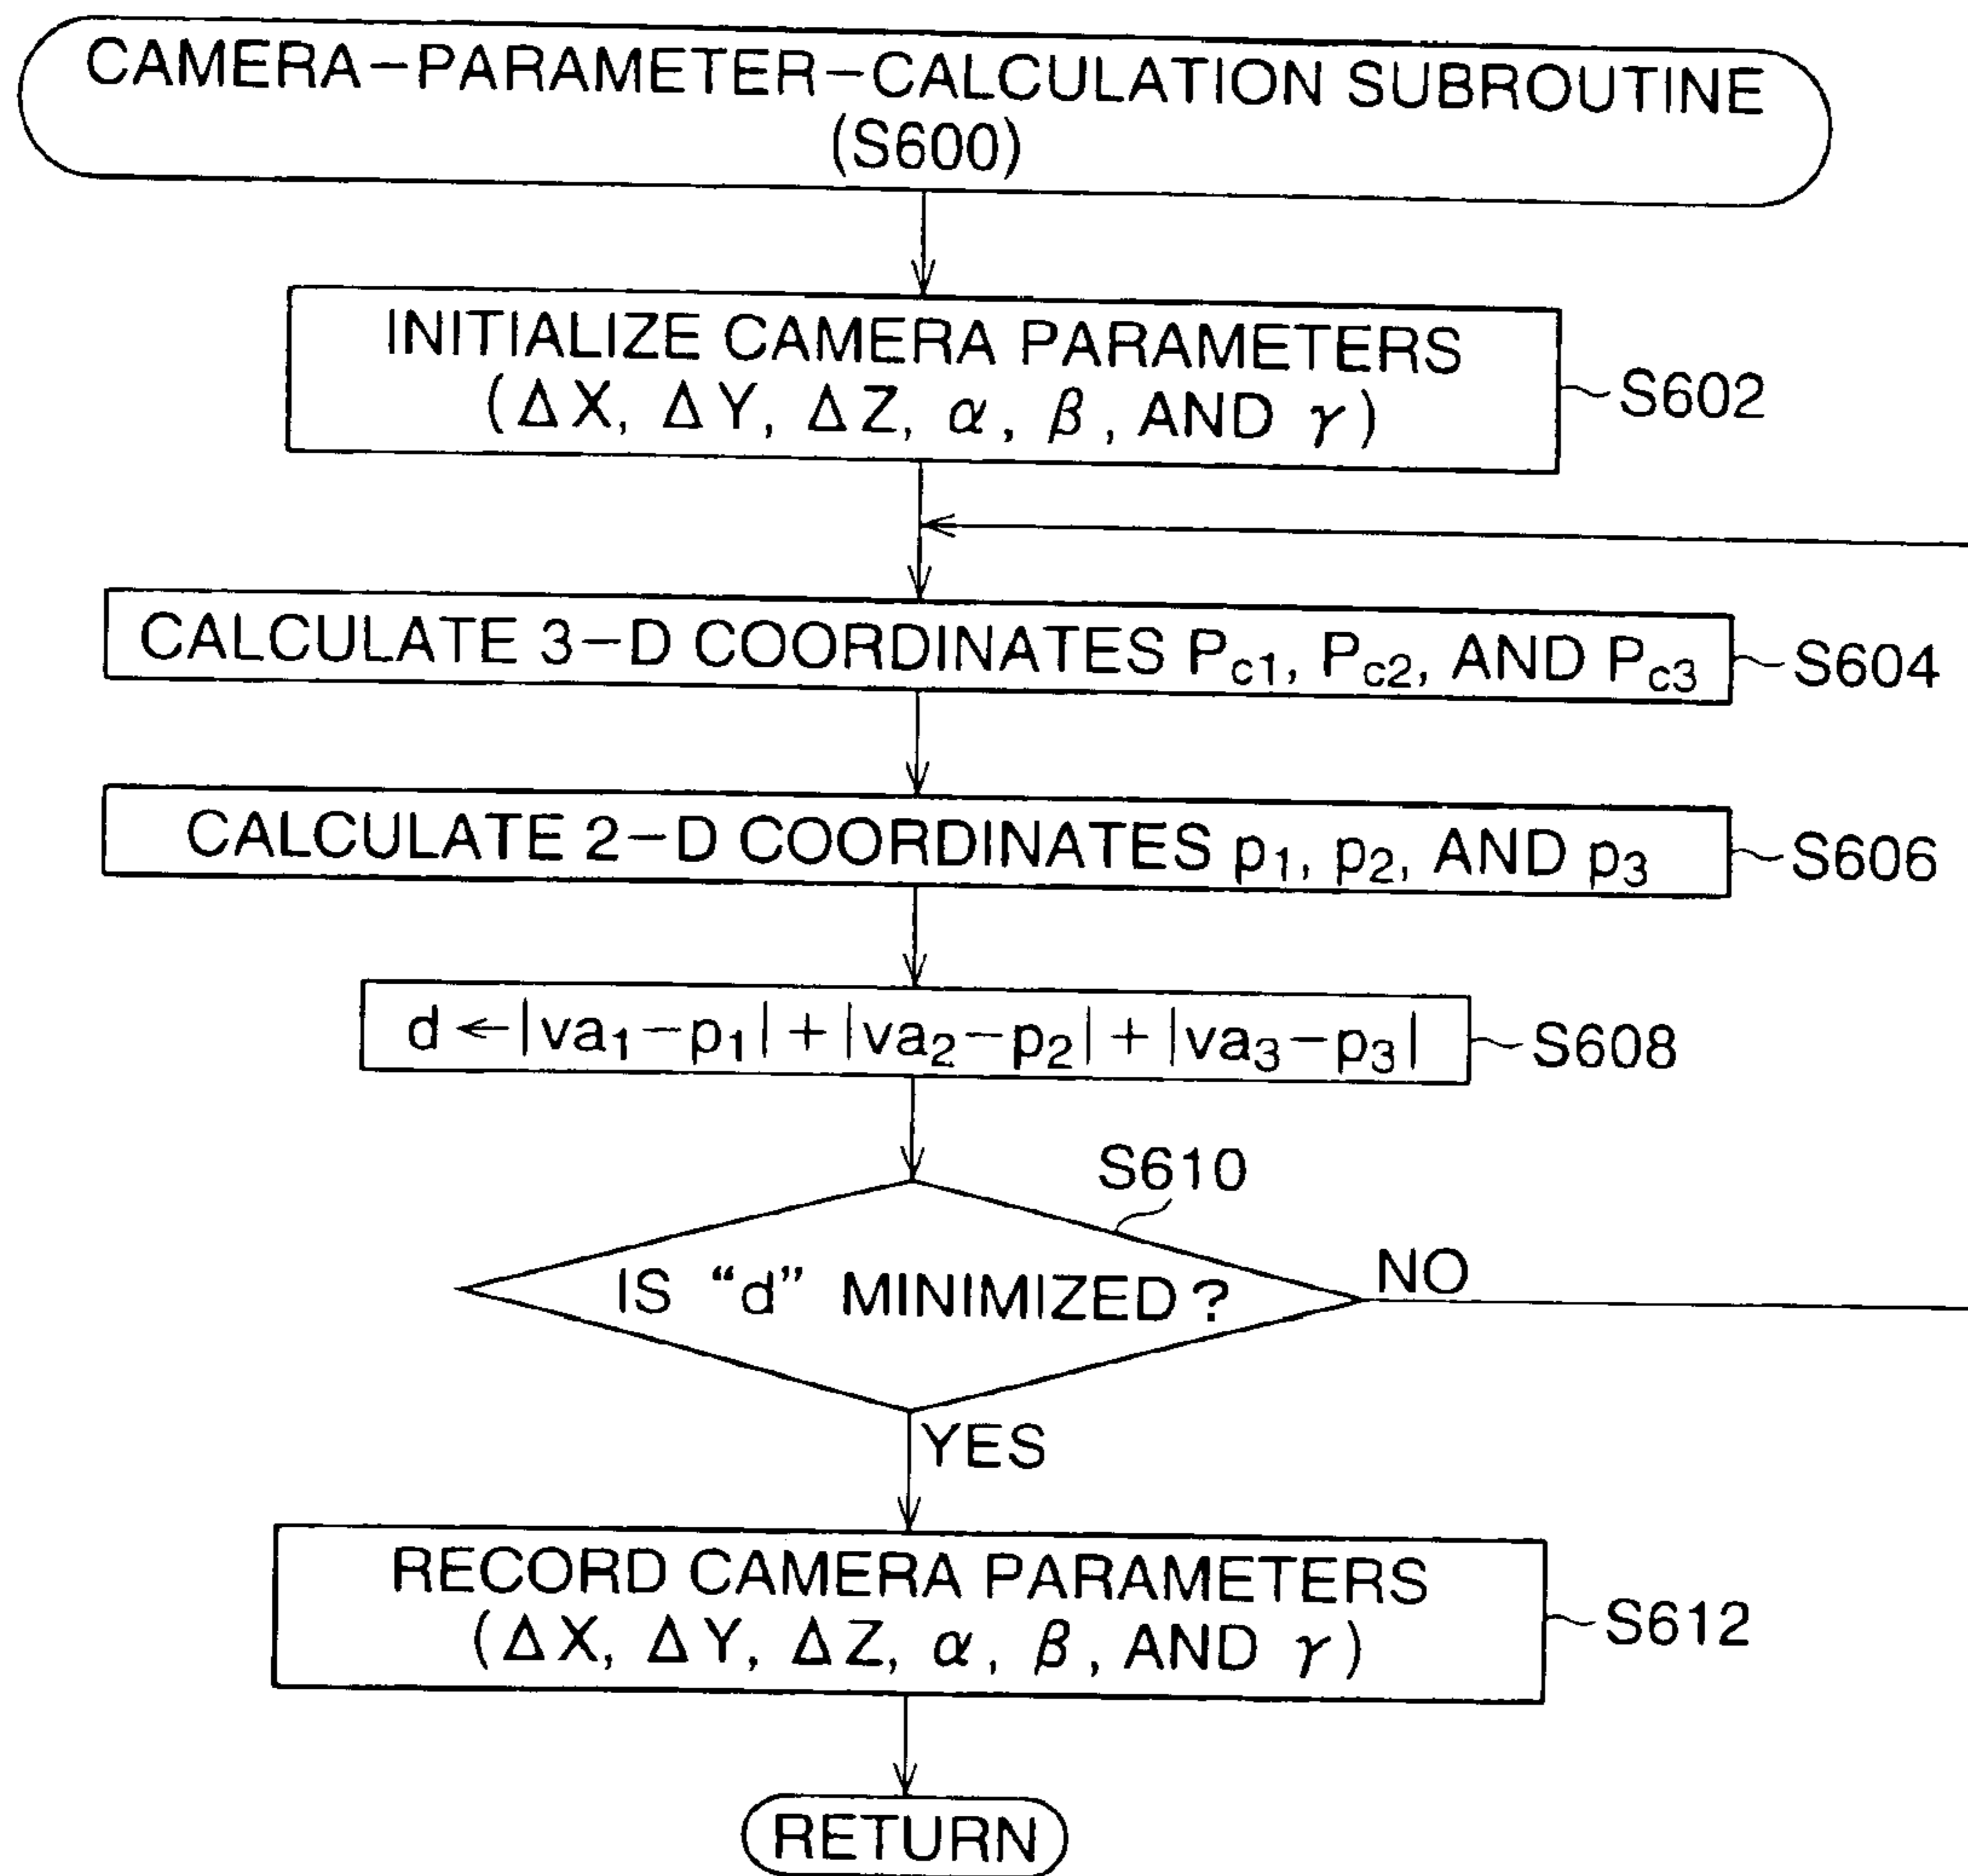 CAMERA-PARAMETER-CALCULATION SUBROUTINE
(S600)
INITIALIZE CAMERA PARAMETERS
(ΔX, ΔY, ΔZ, α, β, AND γ)
S602
CALCULATE 3-D COORDINATES Pc1, Pc2, AND Pc3
S604
CALCULATE 2-D COORDINATES p1, p2, AND p3
S606
d ← |va1-p1| + |va2-p2| + |va3-p3|
S608
S610
IS "d" MINIMIZED?
NO
YES
RECORD CAMERA PARAMETERS
(ΔX, ΔY, ΔZ, α, β, AND γ)
S612
RETURN